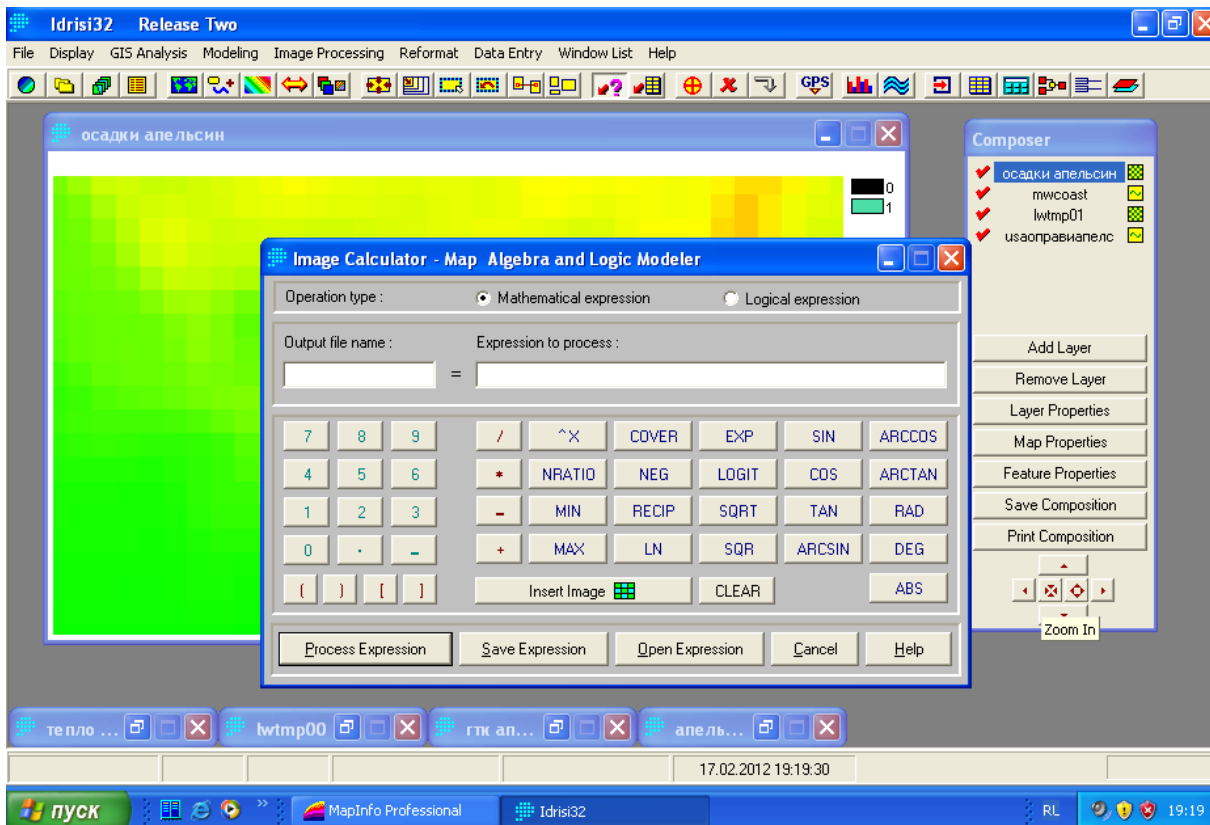 Idrisi32 Release Two
File Display GIS Analysis Modeling Image Processing Reformat Data Entry Window List Help
GPS
осадки апельсин
0
1
Composer
осадки апельсин
mwcoast
lwtmp01
usaоправиапелс
Image Calculator - Map Algebra and Logic Modeler
Operation type : Mathematical expression Logical expression
Output file name : Expression to process :
=
7 8 9 / ^X COVER EXP SIN ARCCOS
4 5 6 * NRATIO NEG LOGIT COS ARCTAN
1 2 3 - MIN RECIP SQRT TAN RAD
0 . - + MAX LN SQR ARCSIN DEG
( ) [ ] Insert Image CLEAR ABS
Process Expression Save Expression Open Expression Cancel Help
Add Layer
Remove Layer
Layer Properties
Map Properties
Feature Properties
Save Composition
Print Composition
Zoom In
тепло ... lwtmp00 гтк ап... апель...
17.02.2012 19:19:30
пуск » MapInfo Professional Idrisi32 RL 19:19